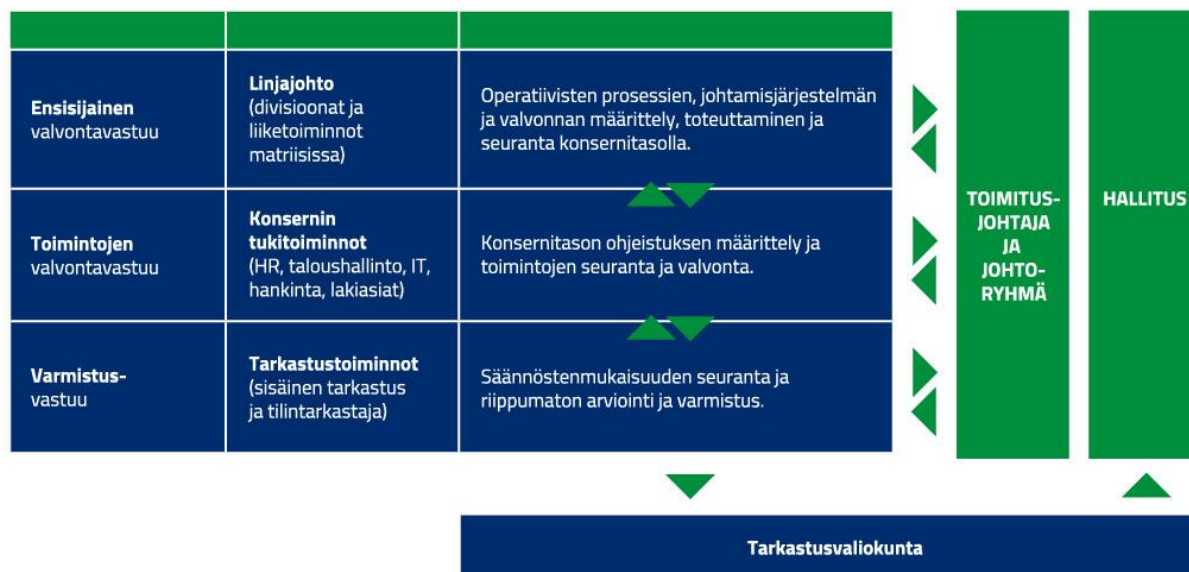 Ensisijainen
valvontavastuu
Linjajohto
(divisioonat ja
liiketoiminnot
matriisissa)
Operatiivisten prosessien, johtamisjärjestelmän
ja valvonnan määrittely, toteuttaminen ja
seuranta konsernitasolla.
Toimintojen
valvontavastuu
Konsernin
tukitoiminnot
(HR, taloushallinto, IT,
hankinta, lakiasiat)
Konsernitason ohjeistuksen määrittely ja
toimintojen seuranta ja valvonta.
Varmistus-
vastuu
Tarkastustoiminnot
(sisäinen tarkastus
ja tilintarkastaja)
Säännöstenmukaisuuden seuranta ja
riippumaton arviointi ja varmistus.
TOIMITUS-
JOHTAJA
JA
JOHTO-
RYHMÄ
HALLITUS
Tarkastusvaliokunta